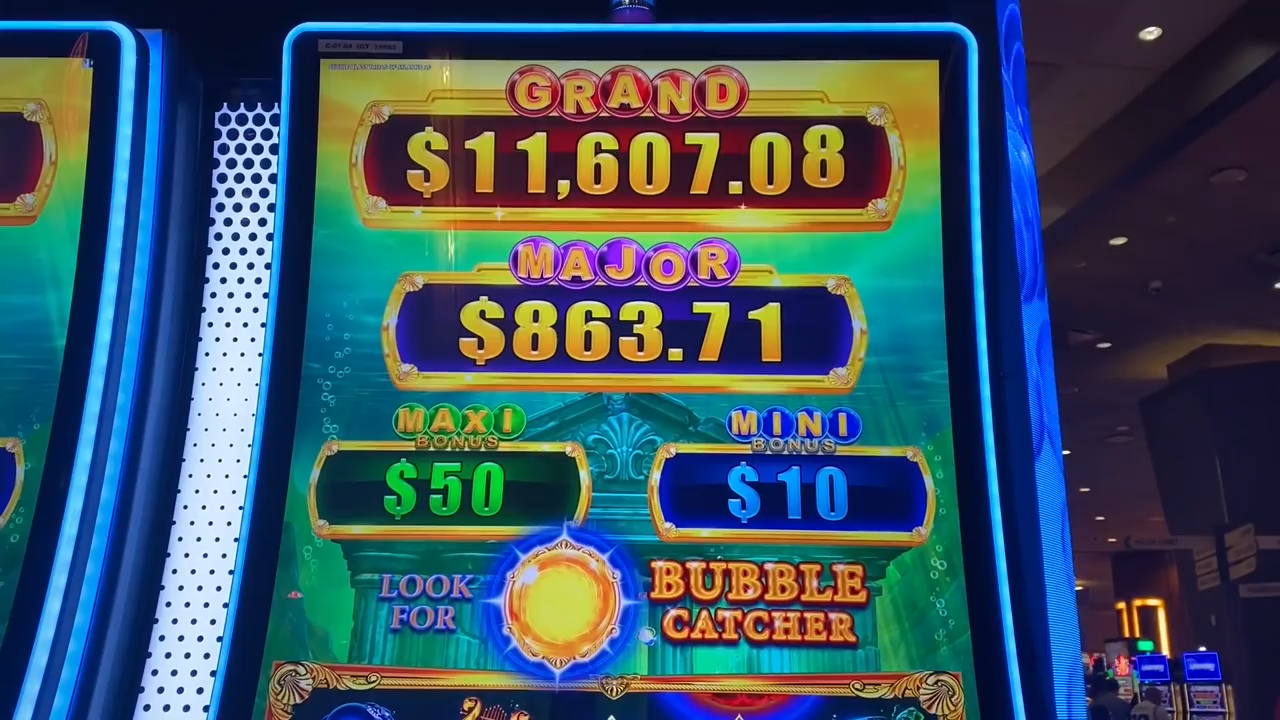 GRAND
$11,607.08
MAJOR
$863.71
MAXI
BONUS
$50
MINI
BONUS
$10
LOOK
FOR
BUBBLE
CATCHER